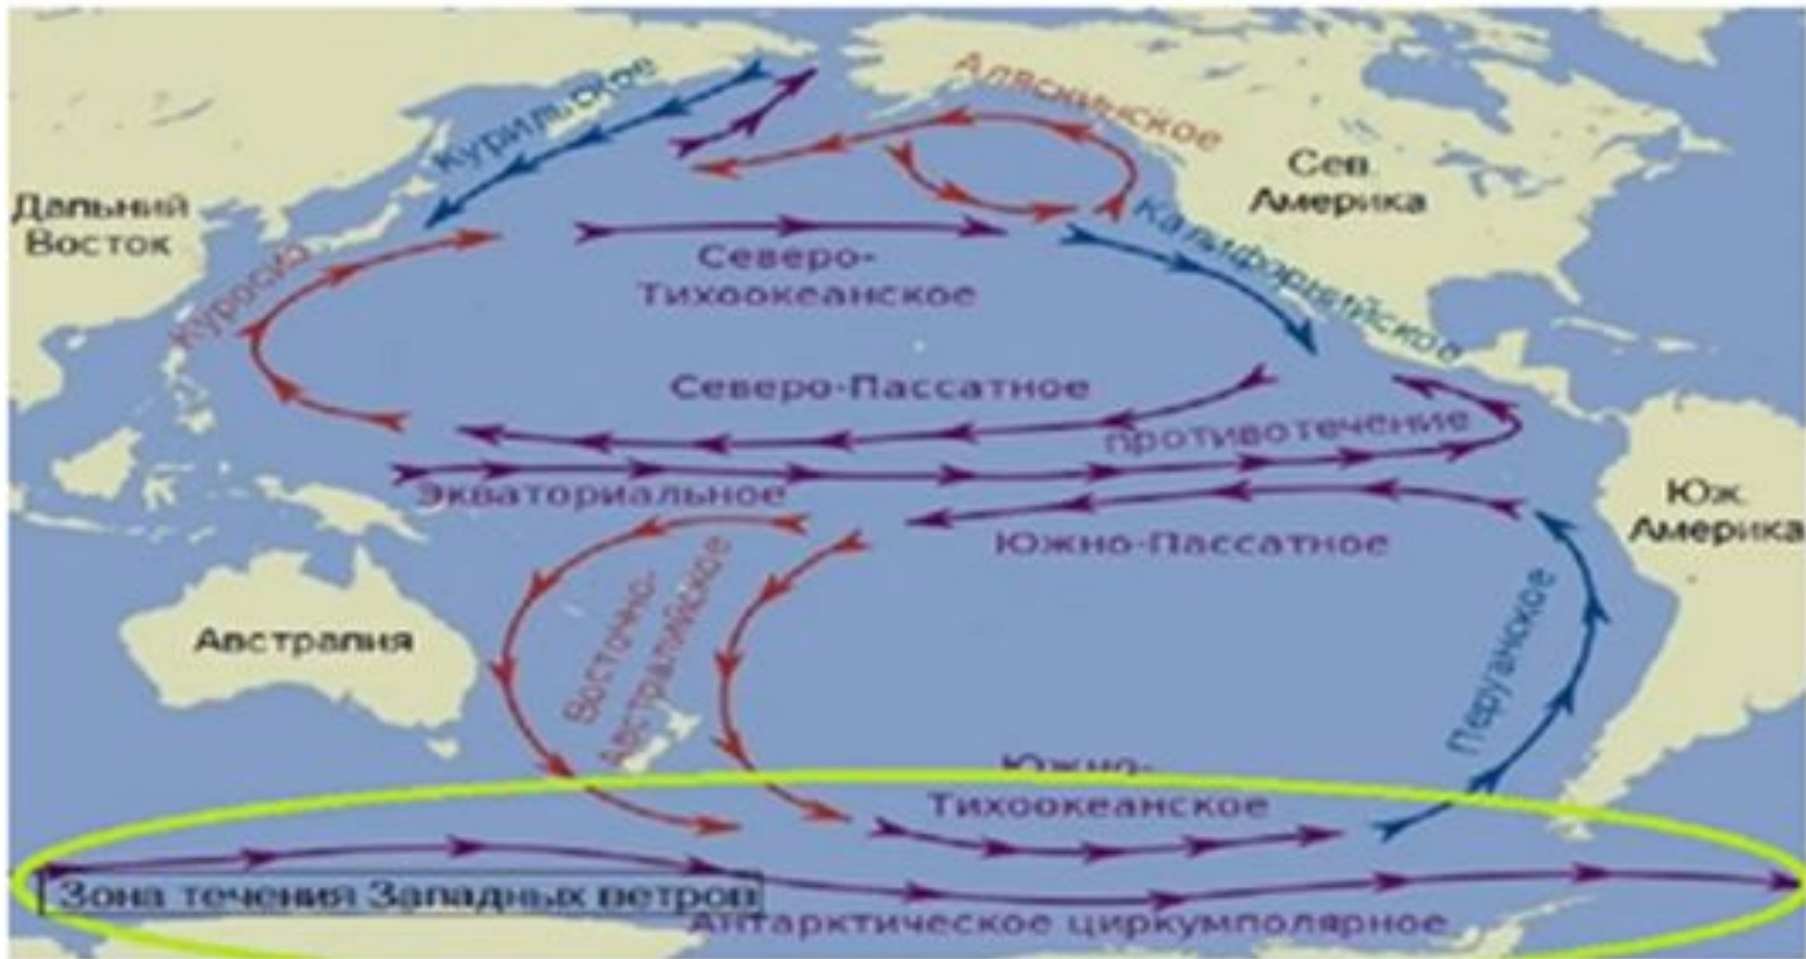 Курильское
Аляскинское
Сев.
Америка
Дальний
Восток
Калифорнийское
Куросио
Северо-
Тихоокеанское
Северо-Пассатное
противотечение
Экваториальное
Юж.
Америка
Южно-Пассатное
Восточно-
Австралийское
Австралия
Перуанское
Южно-
Тихоокеанское
Зона течения Западных ветров
Антарктическое циркумполярное